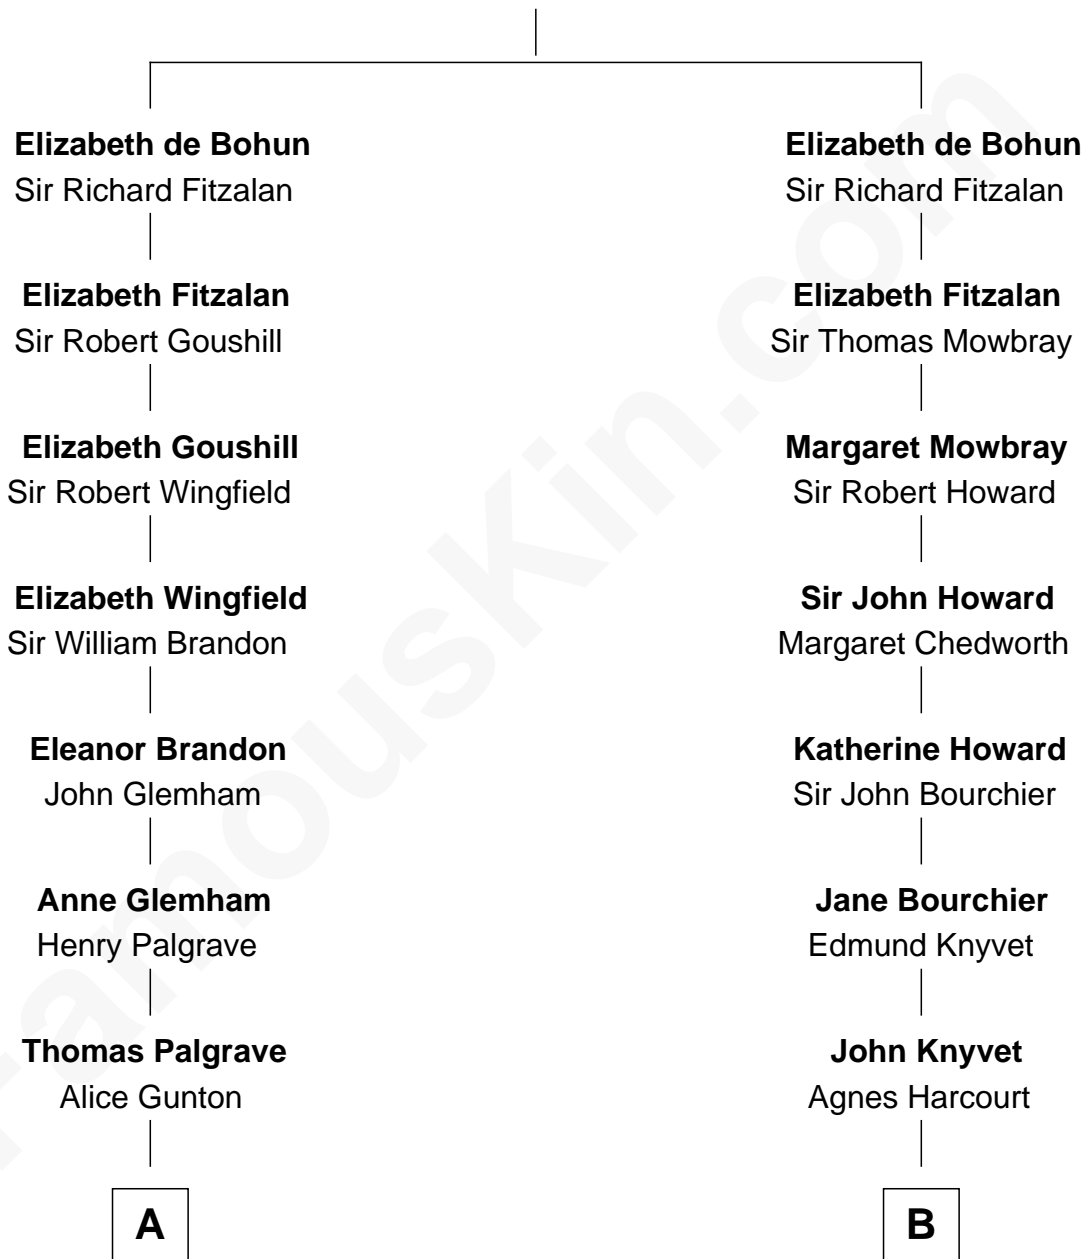 Elizabeth de Bohun
Sir Richard Fitzalan
Elizabeth Fitzalan
Sir Robert Goushill
Elizabeth Goushill
Sir Robert Wingfield
Elizabeth Wingfield
Sir William Brandon
Eleanor Brandon
John Glemham
Anne Glemham
Henry Palgrave
Thomas Palgrave
Alice Gunton
A
Elizabeth de Bohun
Sir Richard Fitzalan
Elizabeth Fitzalan
Sir Thomas Mowbray
Margaret Mowbray
Sir Robert Howard
Sir John Howard
Margaret Chedworth
Katherine Howard
Sir John Bourchier
Jane Bourchier
Edmund Knyvet
John Knyvet
Agnes Harcourt
B
FamousKin.com